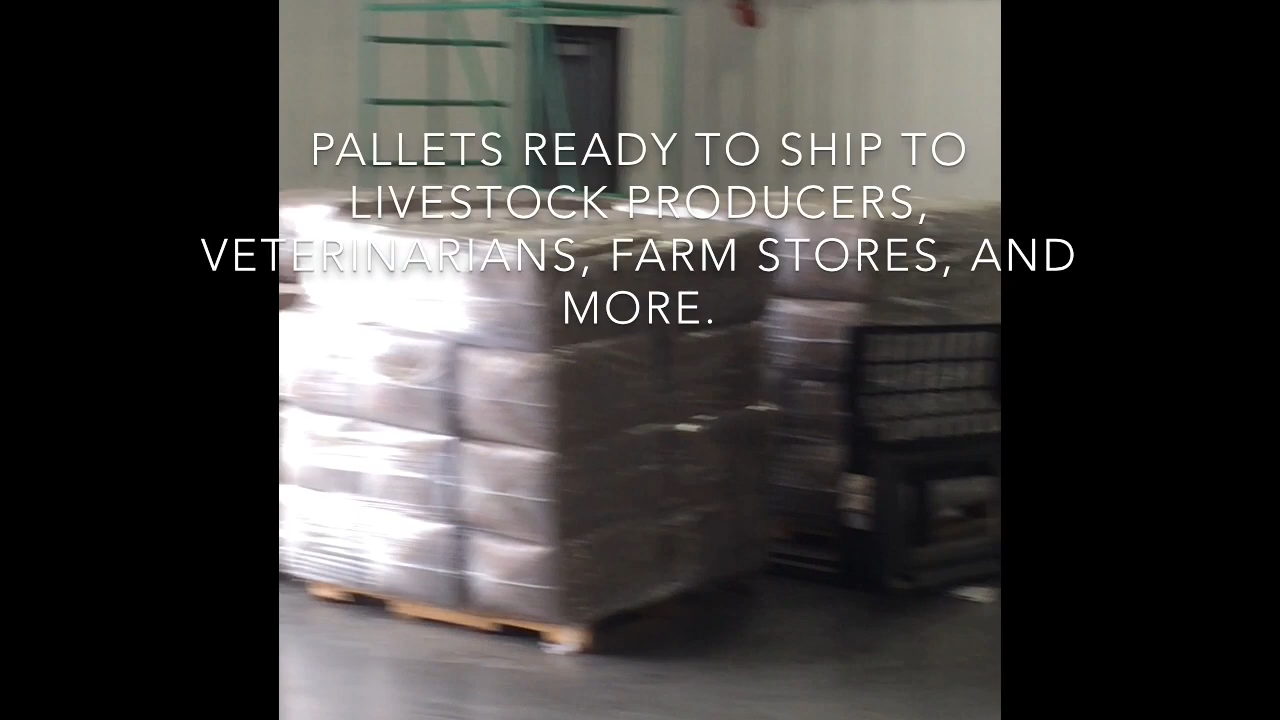 PALLETS READY TO SHIP TO
LIVESTOCK PRODUCERS,
VETERINARIANS, FARM STORES, AND
MORE.